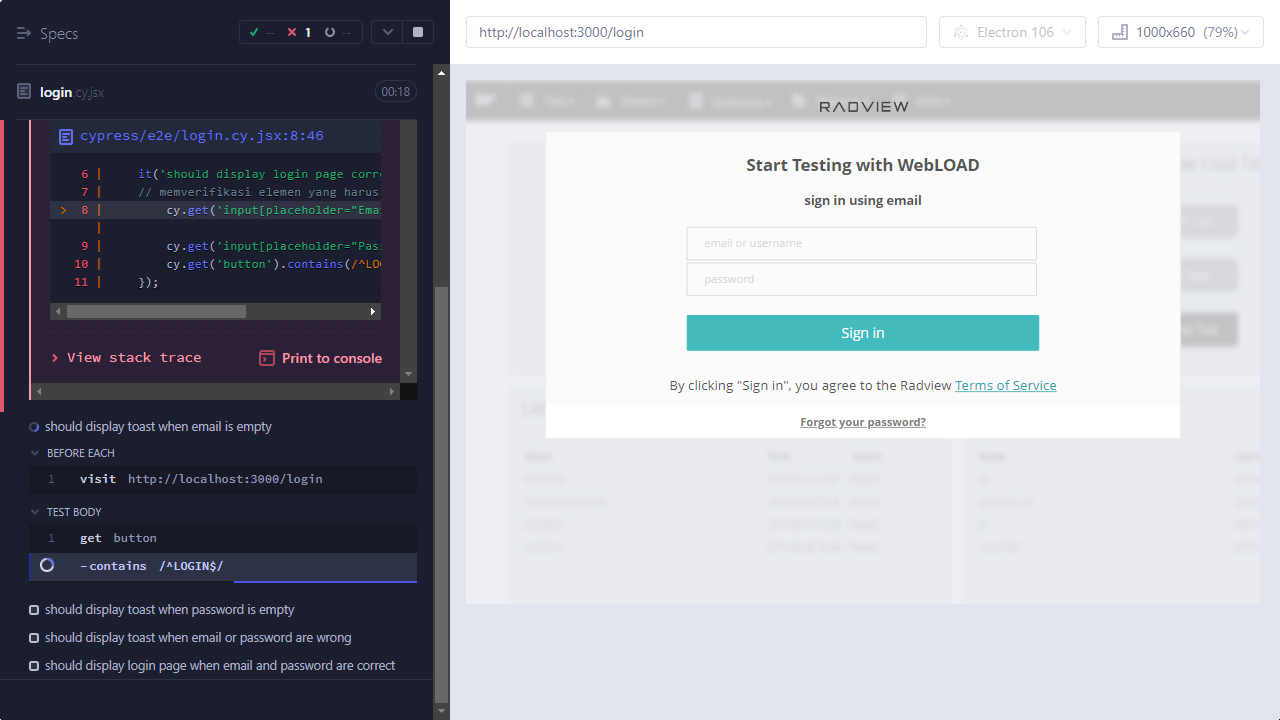 Specs
-- 1 --
login.cy.jsx
00:18
cypress/e2e/login.cy.jsx:8:46
6 | it('should display login page corre
7 | // memverifikasi elemen yang harus
> 8 | cy.get('input[placeholder="Emai
|
9 | cy.get('input[placeholder="Pass
10 | cy.get('button').contains(/^LOG
11 | });
View stack trace
Print to console
should display toast when email is empty
BEFORE EACH
1 visit http://localhost:3000/login
TEST BODY
1 get button
-contains /^LOGIN$/
should display toast when password is empty
should display toast when email or password are wrong
should display login page when email and password are correct
http://localhost:3000/login
Electron 106
1000x660 (79%)
RADVIEW
Start Testing with WebLOAD
sign in using email
email or username
password
Sign in
By clicking "Sign in", you agree to the Radview Terms of Service
Forgot your password?